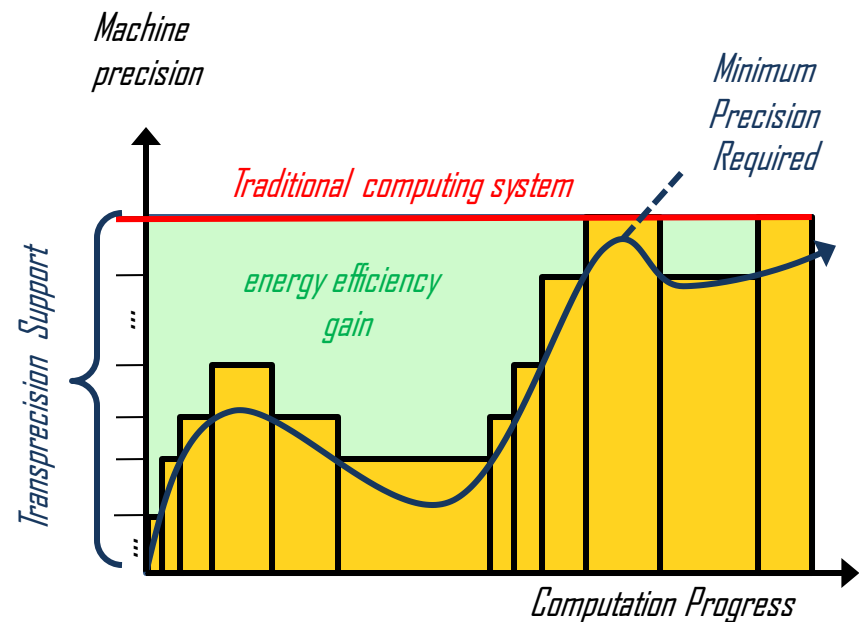 Machine
precision
Minimum
Precision
Required
Traditional computing system
energy efficiency
gain
Transprecision Support
...
...
Computation Progress